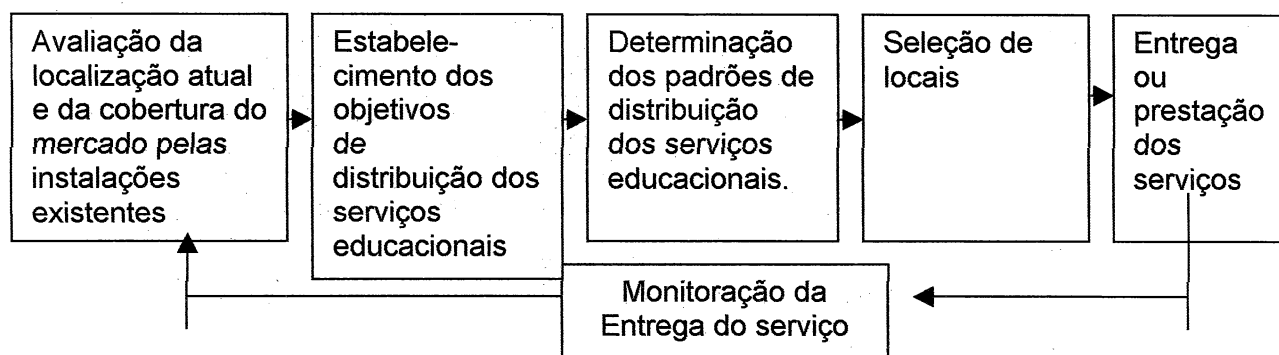 Avaliação da
localização atual
e da cobertura do
mercado pelas
instalações
existentes
Estabele-
cimento dos
objetivos
de
distribuição dos
serviços
educacionais
Determinação
dos padrões de
distribuição
dos serviços
educacionais.
Seleção de
locais
Entrega
ou
prestação
dos
serviços
Monitoração da
Entrega do serviço